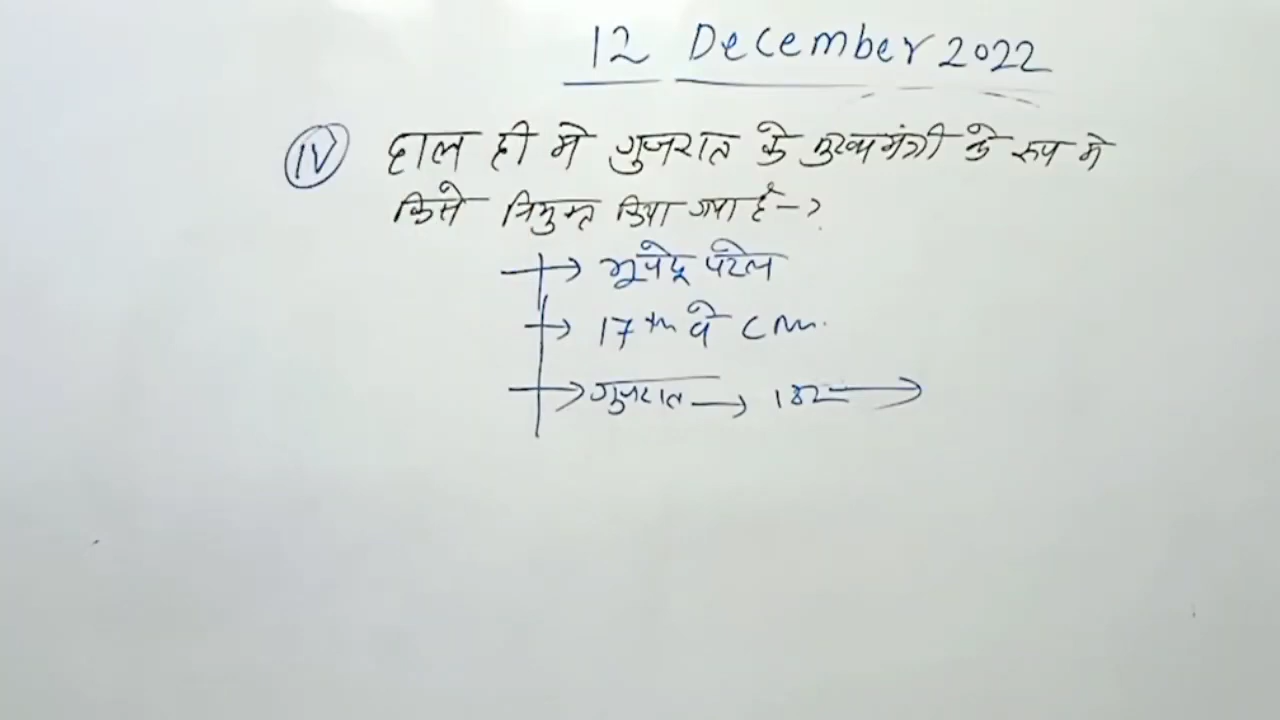 12 December 2022
IV हाल ही मे गुजरात के मुख्यमंत्री के रूप मे
किसे नियुक्त किया गया है-?
→ भूपेंद्र पटेल
→ 17th वे CM.
→ गुजरात → 182 →